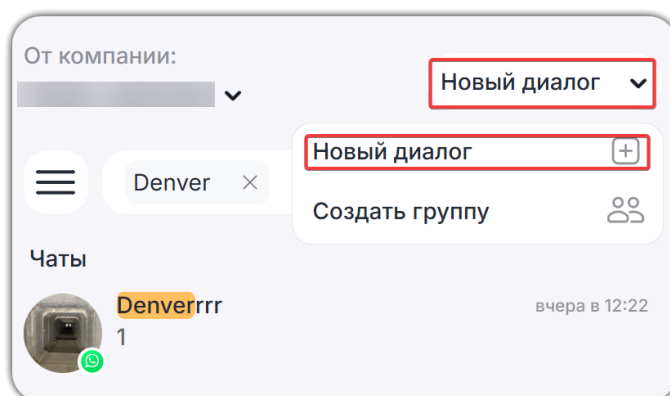 От компании:
Новый диалог
Новый диалог
Denver
Создать группу
Чаты
Denverrrr
вчера в 12:22
1